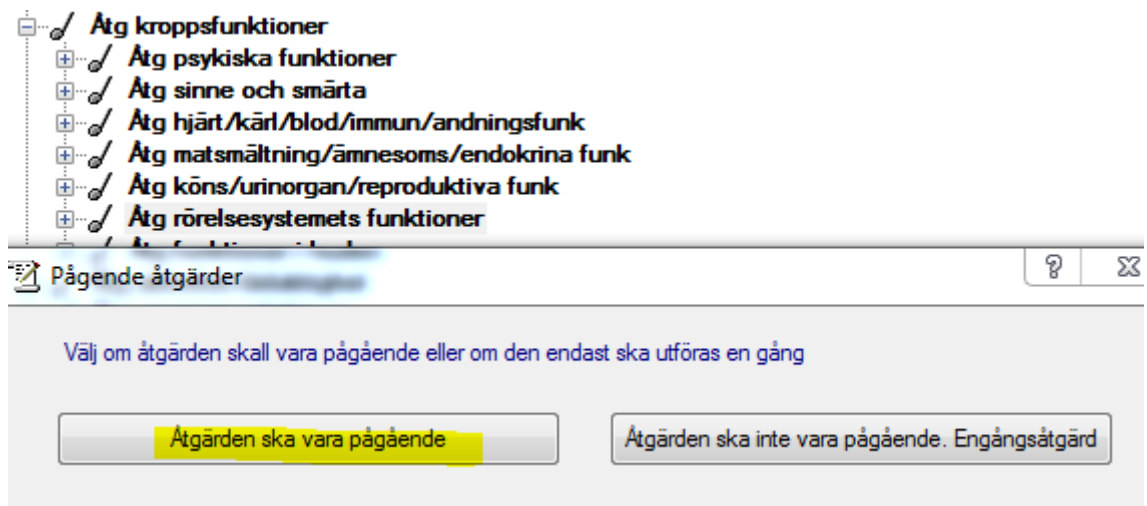 Åtg kroppsfunktioner
Åtg psykiska funktioner
Åtg sinne och smärta
Åtg hjärt/kärl/blod/immun/andningsfunk
Åtg matsmältning/ämnesoms/endokrina funk
Åtg köns/urinorgan/reproduktiva funk
Åtg rörelsesystemets funktioner
Pågende åtgärder
Välj om åtgärden skall vara pågående eller om den endast ska utföras en gång
Åtgärden ska vara pågående
Åtgärden ska inte vara pågående. Engångsåtgärd